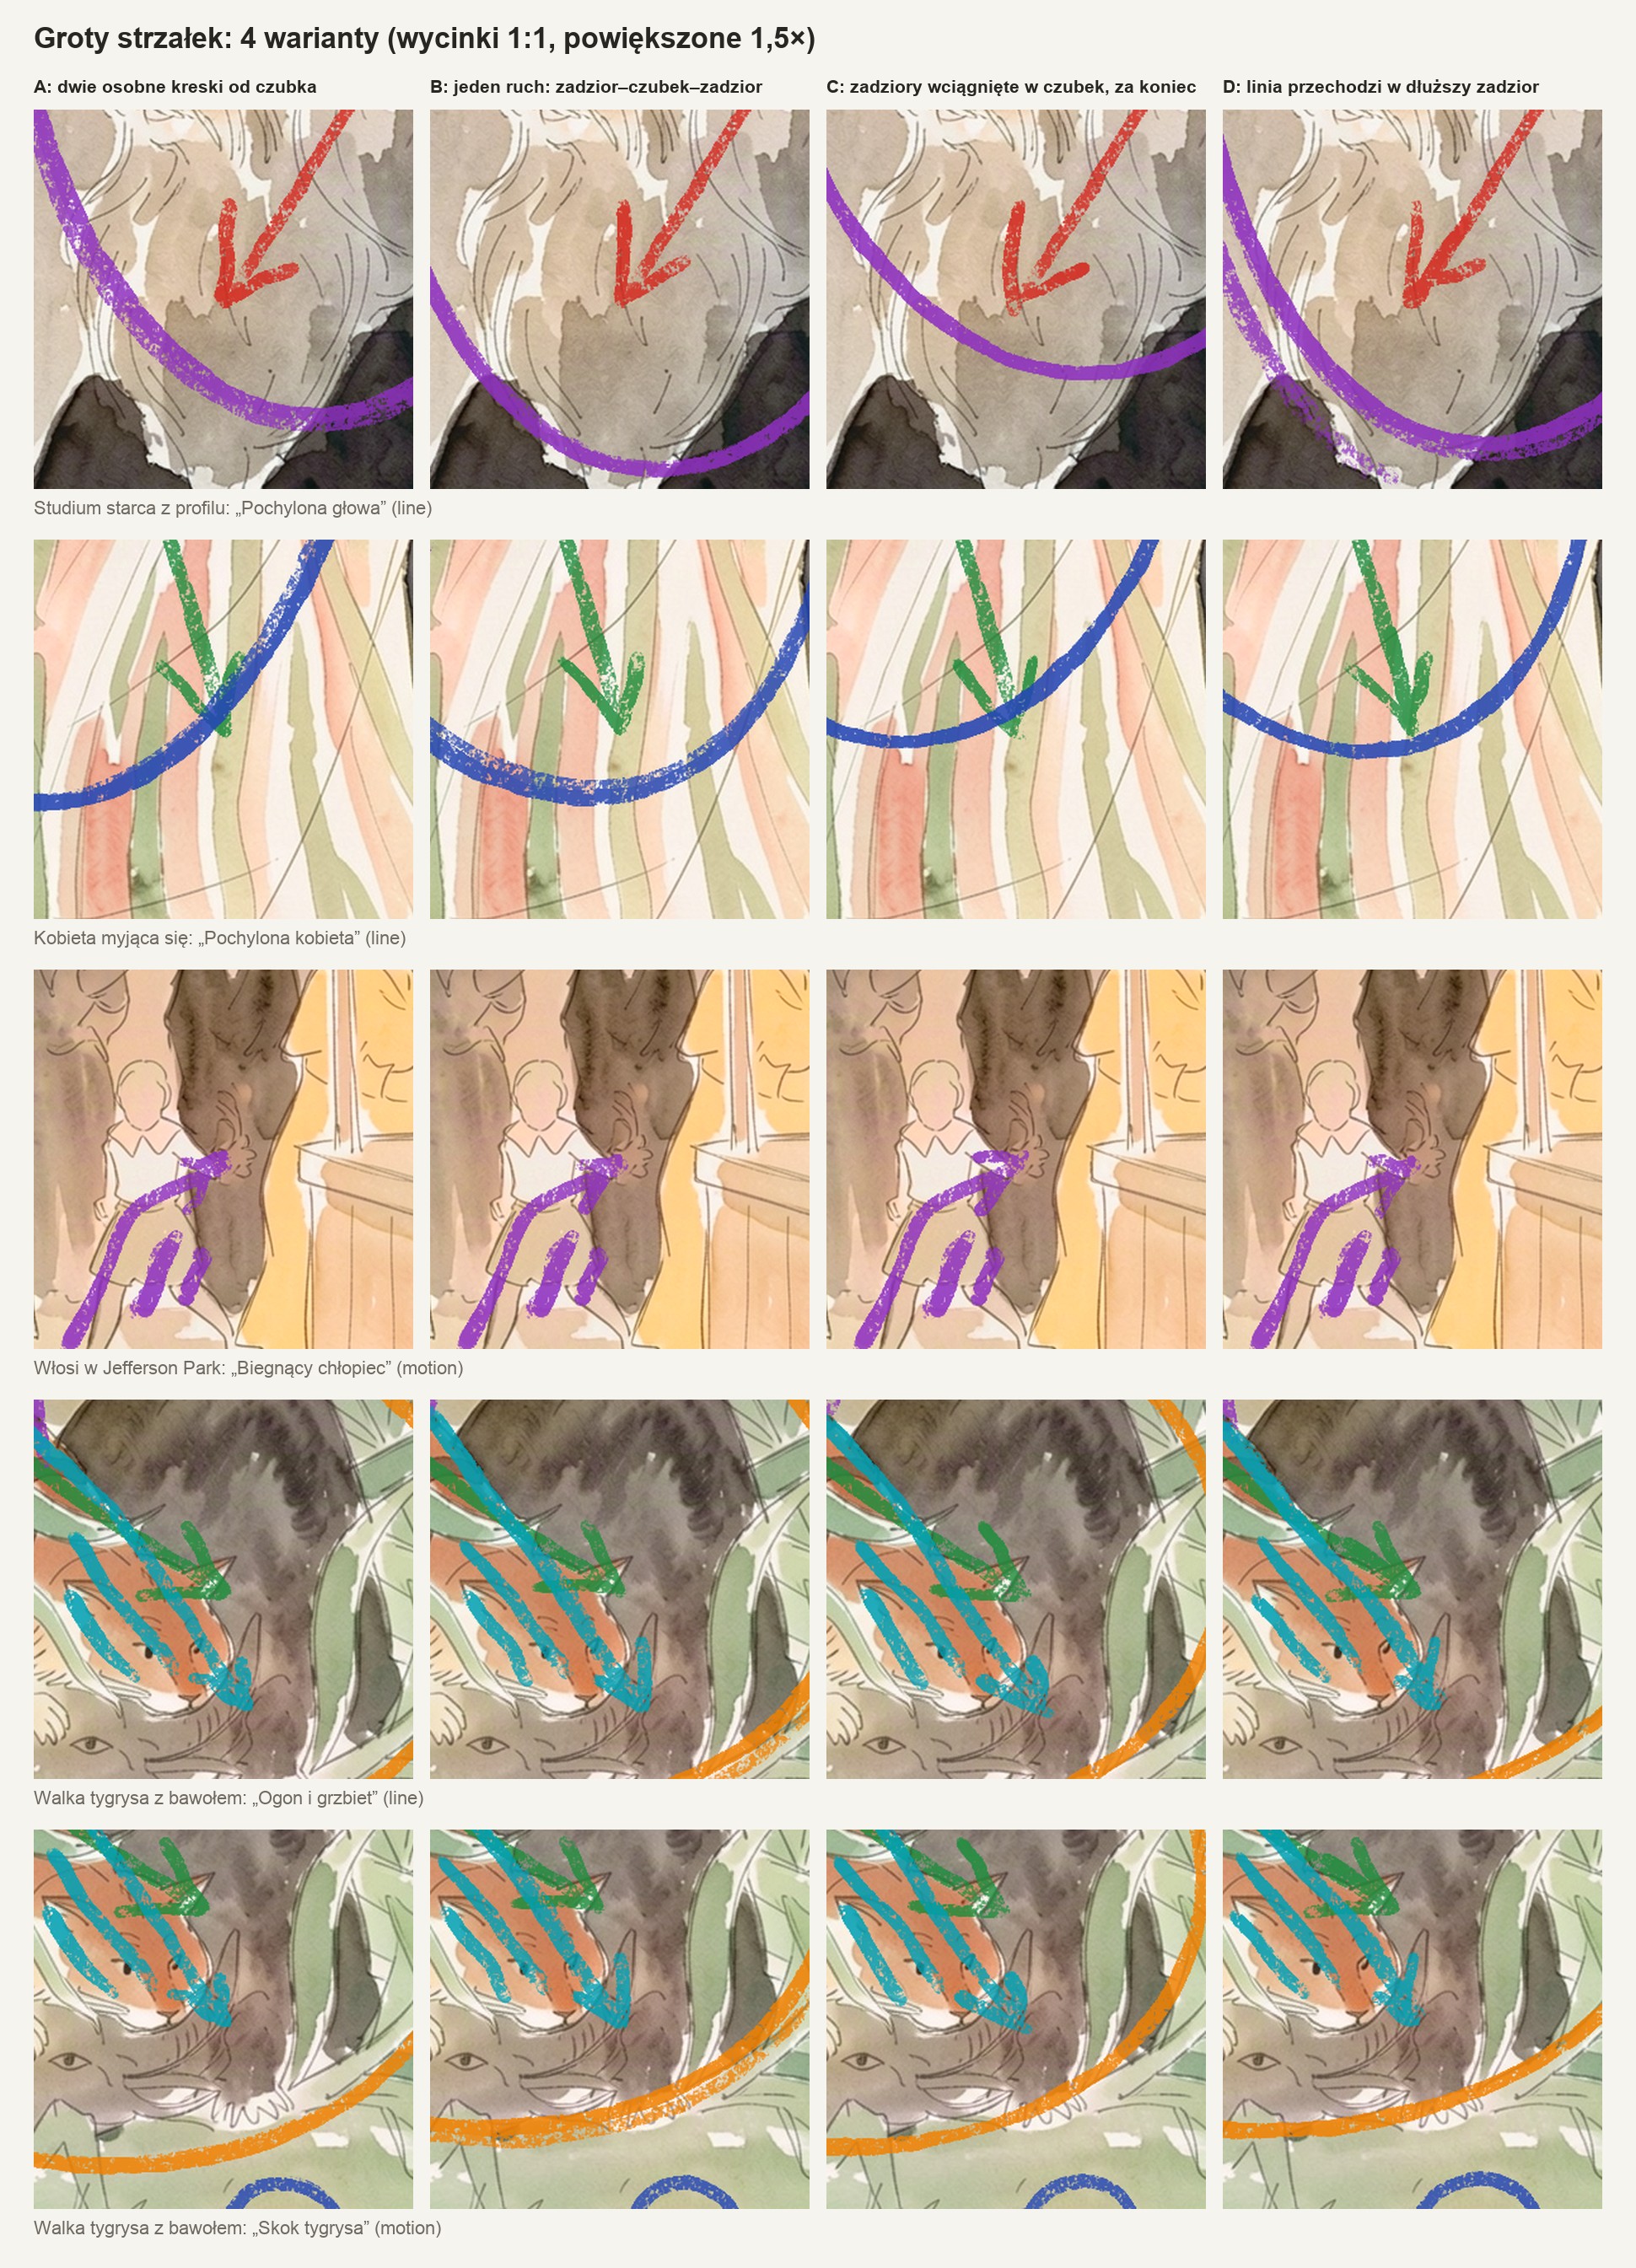 Groty strzałek: 4 warianty (wycinki 1:1, powiększone 1,5×)
A: dwie osobne kreski od czubka
B: jeden ruch: zadzior–czubek–zadzior
C: zadziory wciągnięte w czubek, za koniec
D: linia przechodzi w dłuższy zadzior
Studium starca z profilu: „Pochylona głowa” (line)
Kobieta myjąca się: „Pochylona kobieta” (line)
Włosi w Jefferson Park: „Biegnący chłopiec” (motion)
Walka tygrysa z bawołem: „Ogon i grzbiet” (line)
Walka tygrysa z bawołem: „Skok tygrysa” (motion)